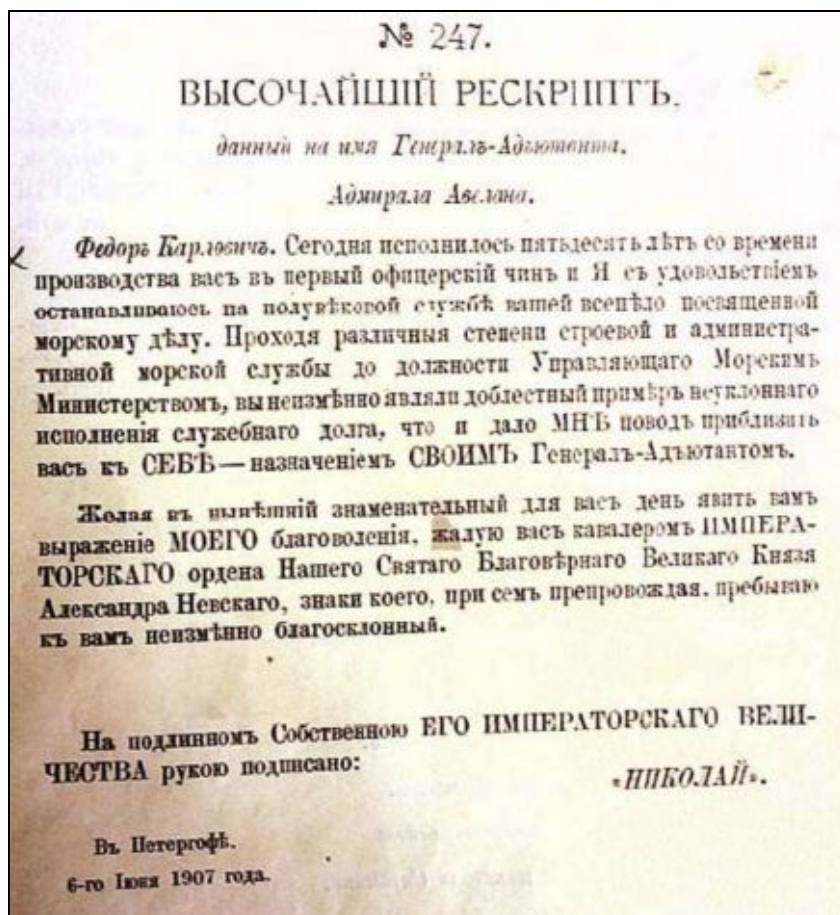 № 247.
ВЫСОЧАЙШІЙ РЕСКРИПТЪ,
данный на имя Генералъ-Адъютанта,
Адмирала Авелана.
Ѳедоръ Карловичъ. Сегодня исполнилось пятьдесятъ лѣтъ со времени
производства васъ въ первый офицерскій чинъ и Я съ удовольствіемъ
останавливаюсь на полувѣковой службѣ вашей всецѣло посвященной
морскому дѣлу. Проходя различныя степени строевой и администра-
тивной морской службы до должности Управляющаго Морскимъ
Министерствомъ, вы неизмѣнно являли доблестный примѣръ неуклоннаго
исполненія служебнаго долга, что и дало МНѢ поводъ приблизить
васъ къ СЕБѢ — назначеніемъ СВОИМЪ Генералъ-Адъютантомъ.
Желая въ нынѣшній знаменательный для васъ день явить вамъ
выраженіе МОЕГО благоволенія, жалую васъ кавалеромъ ИМПЕРА-
ТОРСКАГО ордена Нашего Святаго Благовѣрнаго Великаго Князя
Александра Невскаго, знаки коего, при семъ препровождая, пребываю
къ вамъ неизмѣнно благосклонный.
На подлинномъ Собственною ЕГО ИМПЕРАТОРСКАГО ВЕЛИ-
ЧЕСТВА рукою подписано:
«НИКОЛАЙ».
Въ Петергофѣ.
6-го Іюня 1907 года.